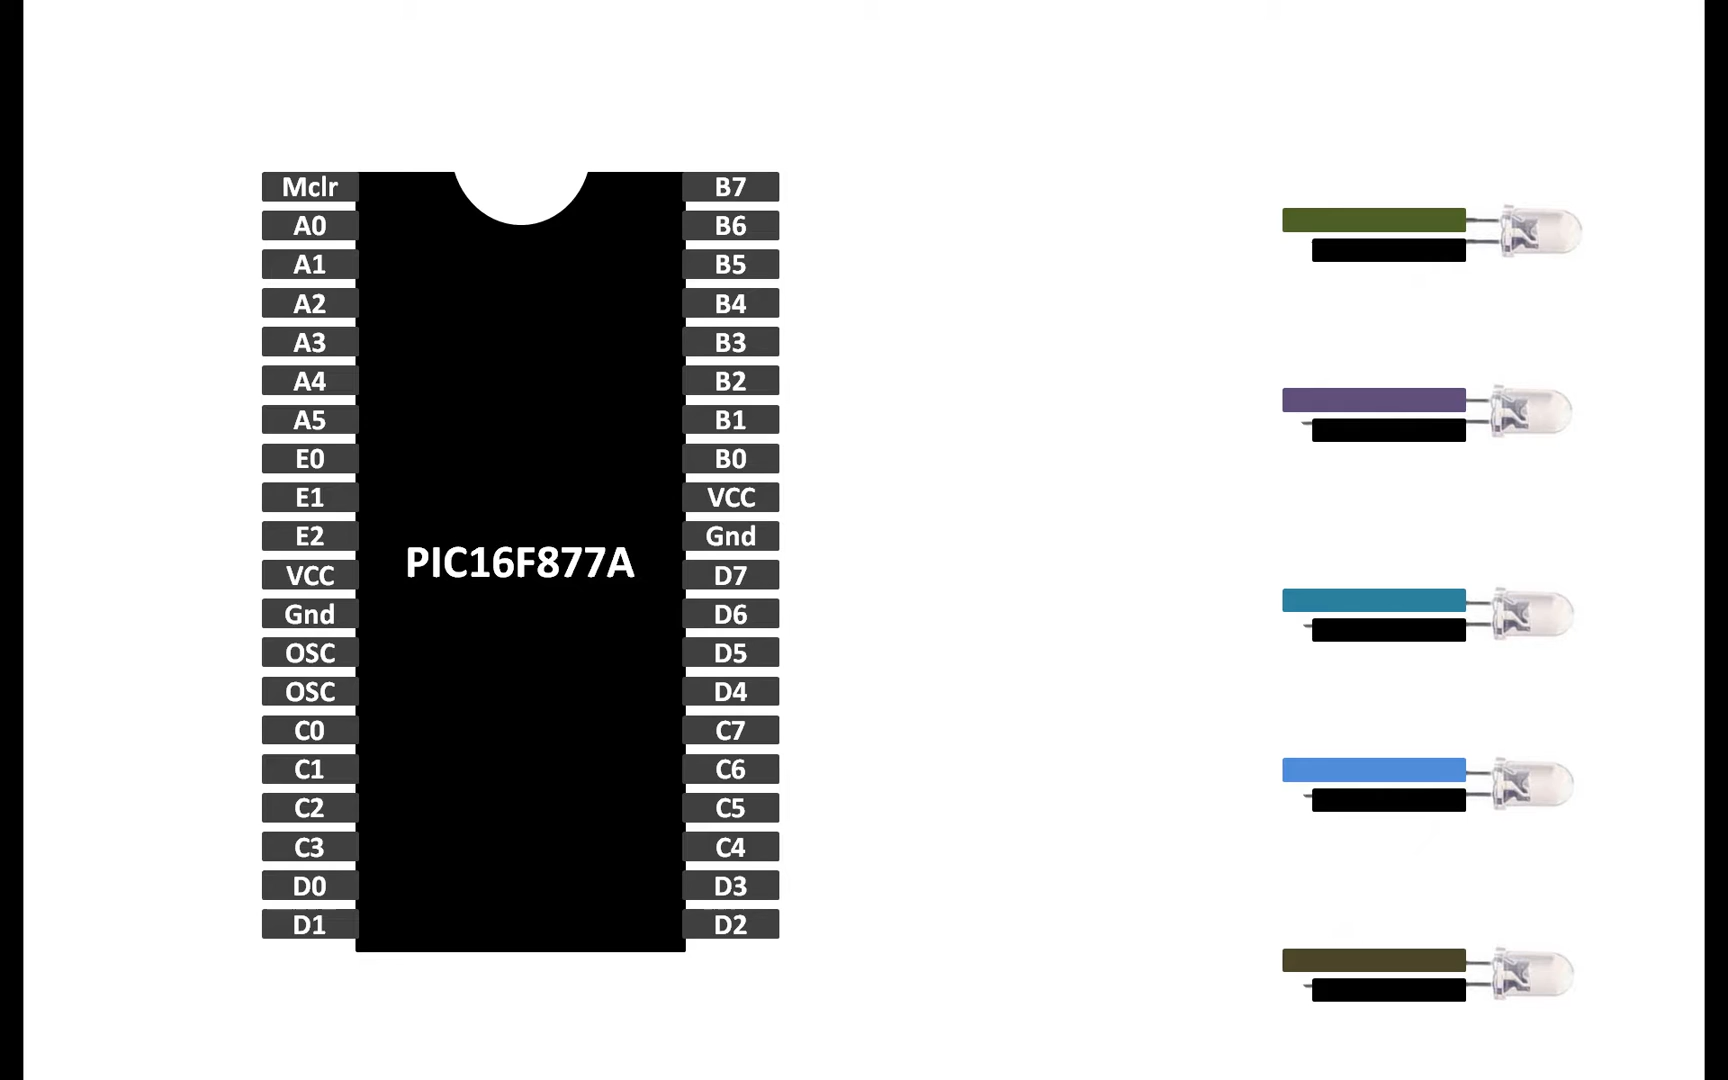 Mclr B7
A0 B6
A1 B5
A2 B4
A3 B3
A4 B2
A5 B1
E0 B0
E1 VCC
E2 Gnd
PIC16F877A
VCC D7
Gnd D6
OSC D5
OSC D4
C0 C7
C1 C6
C2 C5
C3 C4
D0 D3
D1 D2